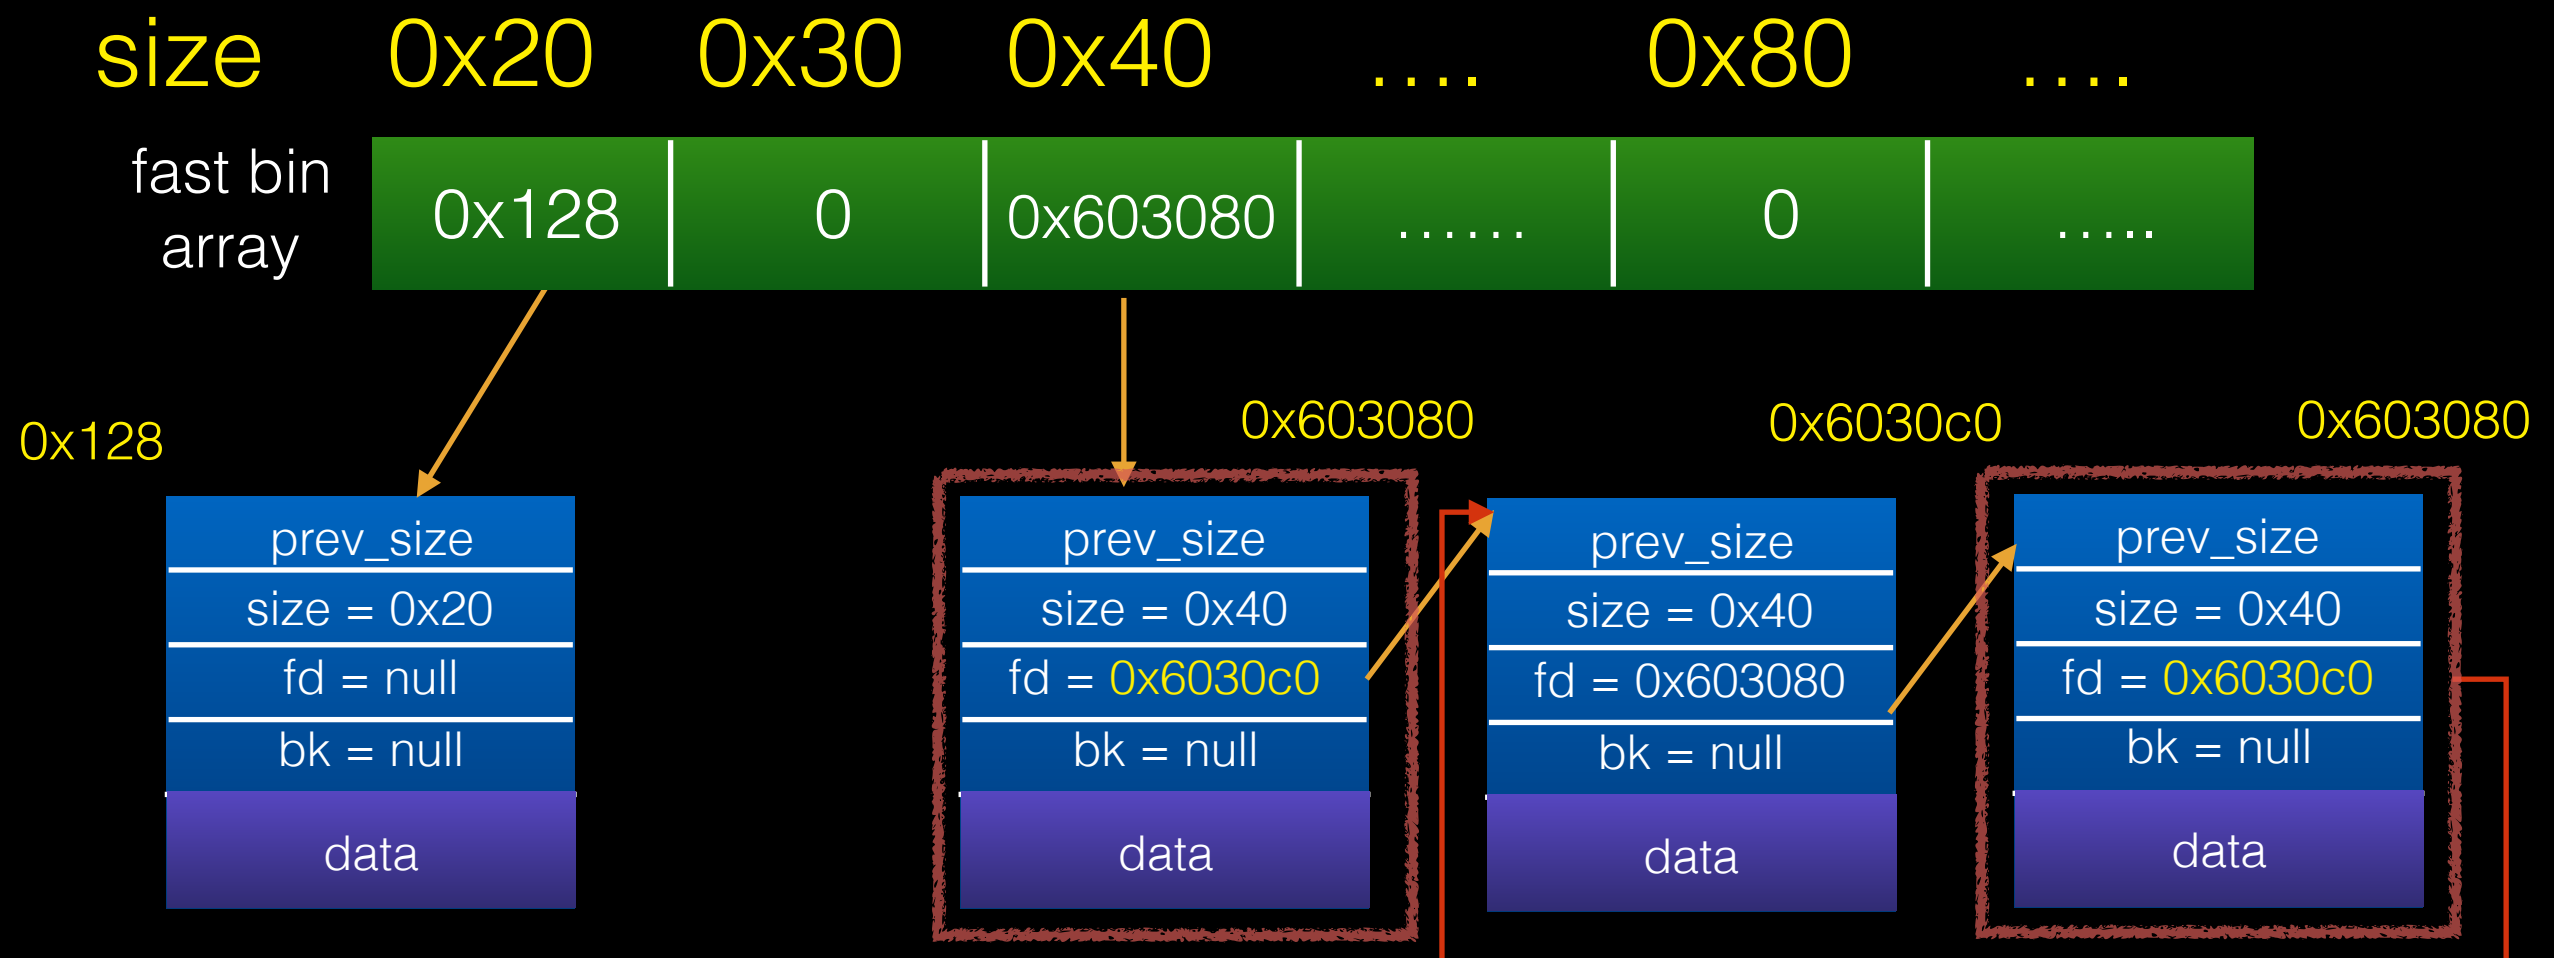 size 0x20 0x30 0x40 .... 0x80 ....
fast bin
array
0x128 0 0x603080 ...... 0 .....
0x128 0x603080 0x6030c0 0x603080
prev_size
size = 0x20
fd = null
bk = null
data
prev_size
size = 0x40
fd = 0x6030c0
bk = null
data
prev_size
size = 0x40
fd = 0x603080
bk = null
data
prev_size
size = 0x40
fd = 0x6030c0
bk = null
data